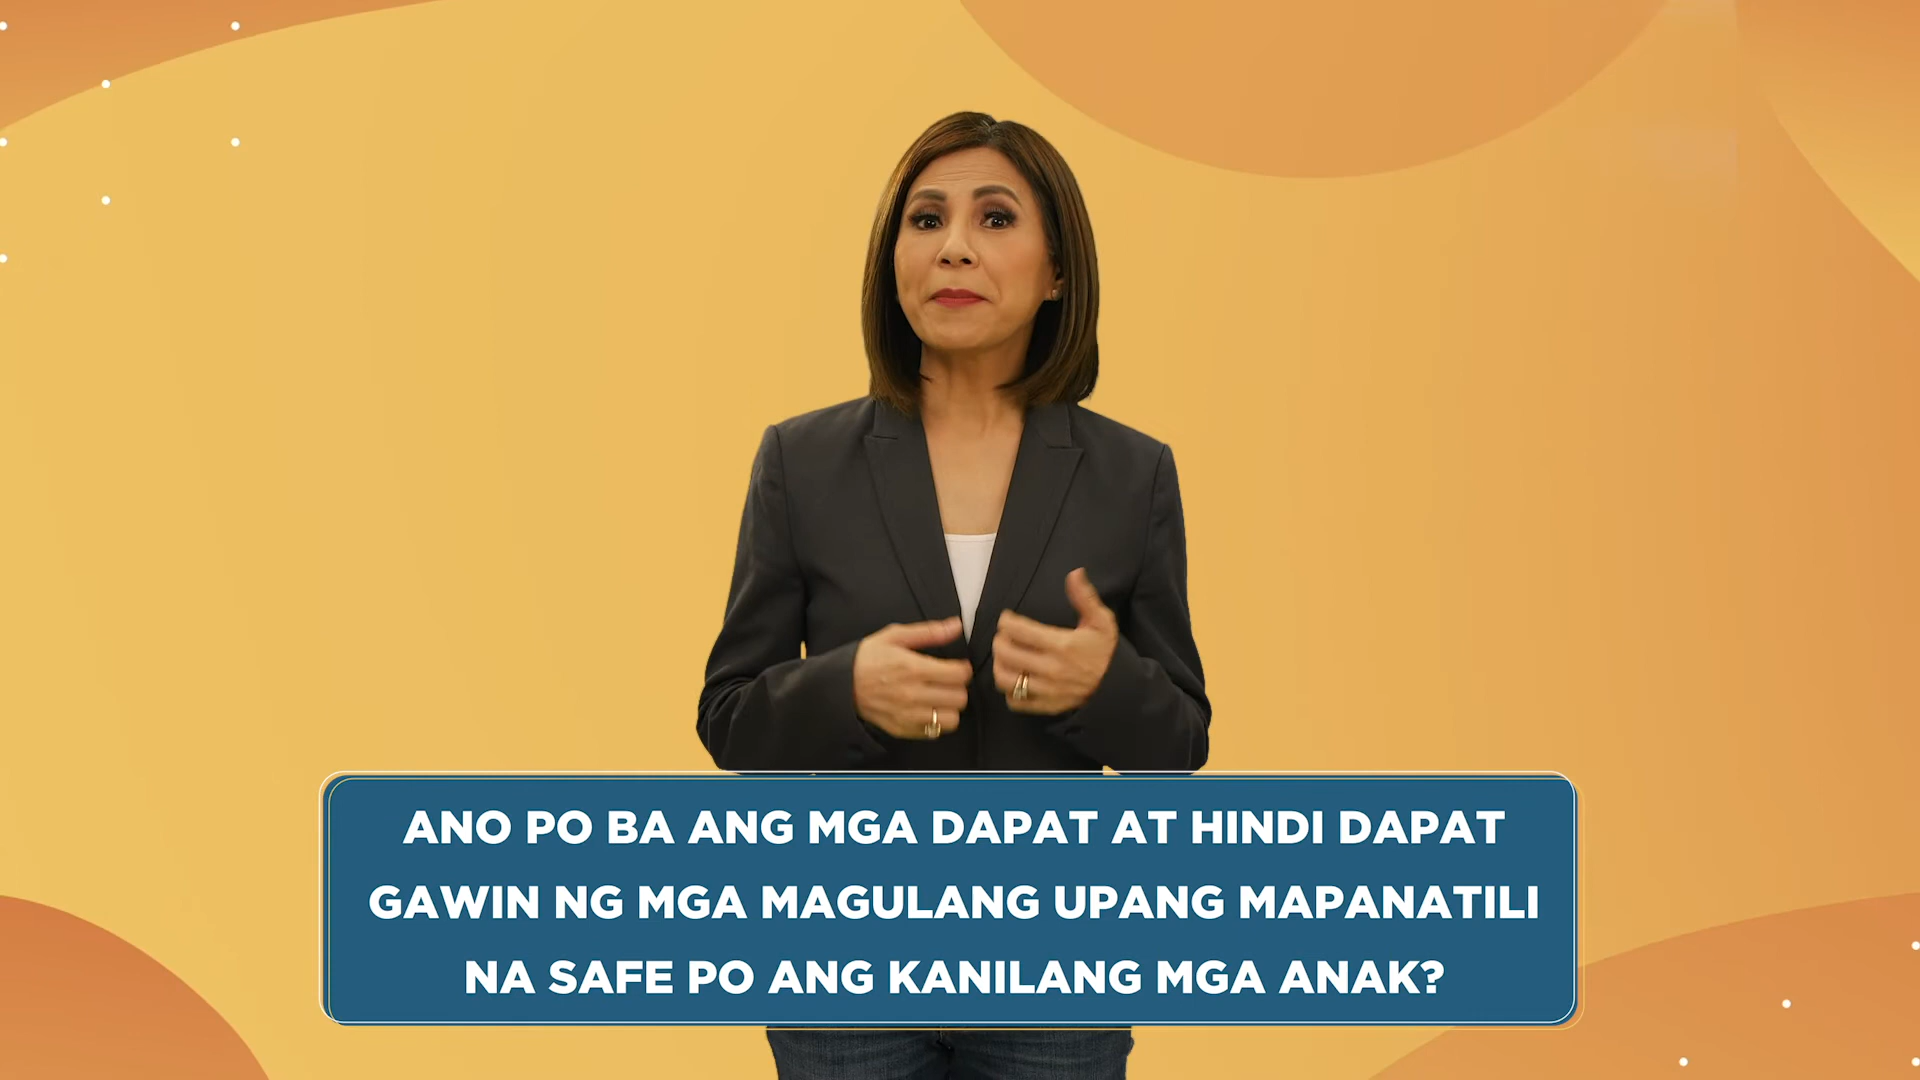 ANO PO BA ANG MGA DAPAT AT HINDI DAPAT
GAWIN NG MGA MAGULANG UPANG MAPANATILI
NA SAFE PO ANG KANILANG MGA ANAK?